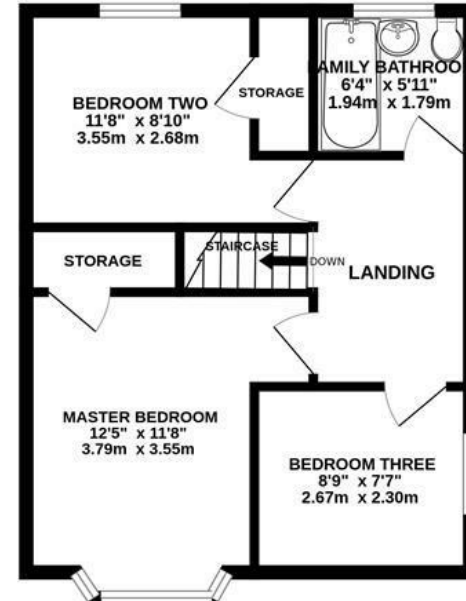 BEDROOM TWO
11'8" x 8'10"
3.55m x 2.68m
STORAGE
FAMILY BATHROO
6'4" x 5'11"
1.94m x 1.79m
STORAGE
STAIRCASE
DOWN
LANDING
MASTER BEDROOM
12'5" x 11'8"
3.79m x 3.55m
BEDROOM THREE
8'9" x 7'7"
2.67m x 2.30m